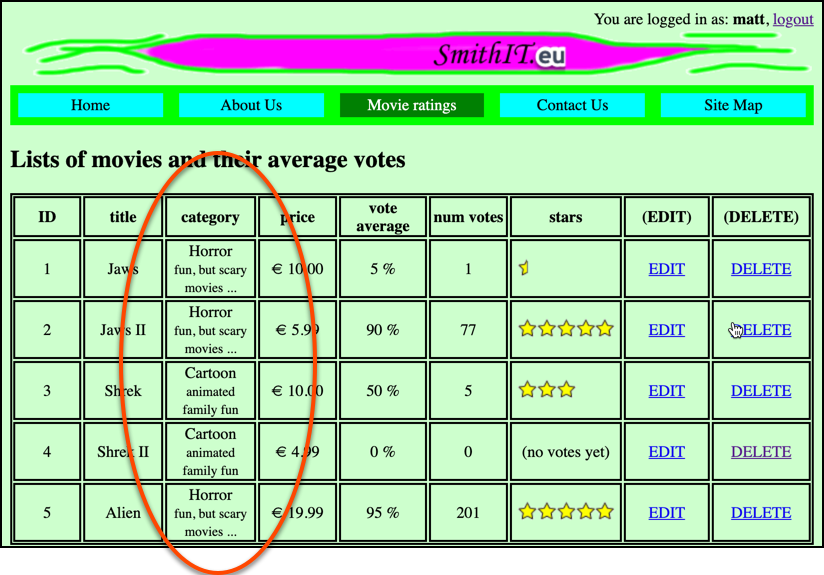 You are logged in as: matt, logout
SmithIT.eu
Home About Us Movie ratings Contact Us Site Map
Lists of movies and their average votes
ID title category price vote average num votes stars (EDIT) (DELETE)
1 Jaws Horror fun, but scary movies ... € 10.00 5 % 1 EDIT DELETE
2 Jaws II Horror fun, but scary movies ... € 5.99 90 % 77 EDIT DELETE
3 Shrek Cartoon animated family fun € 10.00 50 % 5 EDIT DELETE
4 Shrek II Cartoon animated family fun € 4.99 0 % 0 (no votes yet) EDIT DELETE
5 Alien Horror fun, but scary movies ... € 19.99 95 % 201 EDIT DELETE